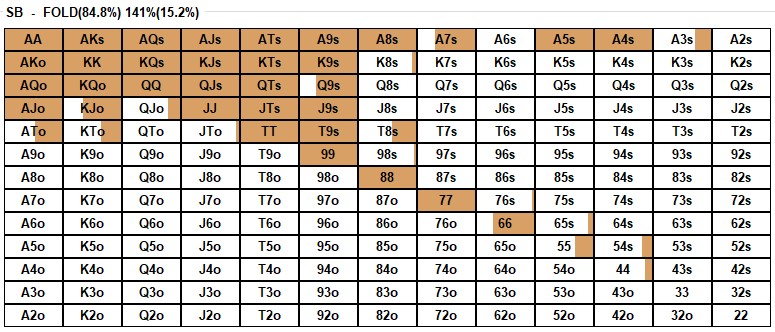 SB - FOLD(84.8%) 141%(15.2%)
AA AKs AQs AJs ATs A9s A8s A7s A6s A5s A4s A3s A2s
AKo KK KQs KJs KTs K9s K8s K7s K6s K5s K4s K3s K2s
AQo KQo QQ QJs QTs Q9s Q8s Q7s Q6s Q5s Q4s Q3s Q2s
AJo KJo QJo JJ JTs J9s J8s J7s J6s J5s J4s J3s J2s
ATo KTo QTo JTo TT T9s T8s T7s T6s T5s T4s T3s T2s
A9o K9o Q9o J9o T9o 99 98s 97s 96s 95s 94s 93s 92s
A8o K8o Q8o J8o T8o 98o 88 87s 86s 85s 84s 83s 82s
A7o K7o Q7o J7o T7o 97o 87o 77 76s 75s 74s 73s 72s
A6o K6o Q6o J6o T6o 96o 86o 76o 66 65s 64s 63s 62s
A5o K5o Q5o J5o T5o 95o 85o 75o 65o 55 54s 53s 52s
A4o K4o Q4o J4o T4o 94o 84o 74o 64o 54o 44 43s 42s
A3o K3o Q3o J3o T3o 93o 83o 73o 63o 53o 43o 33 32s
A2o K2o Q2o J2o T2o 92o 82o 72o 62o 52o 42o 32o 22